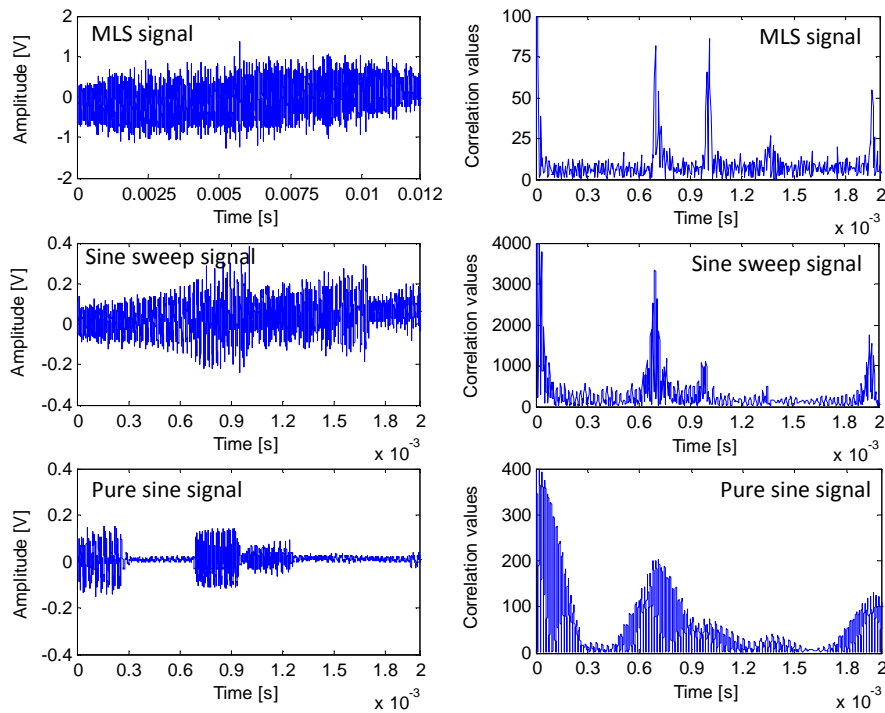 MLS signal
Amplitude [V]
2
1
0
-1
-2
0 0.0025 0.005 0.0075 0.01 0.012
Time [s]
MLS signal
Correlation values
100
75
50
25
0
0 0.3 0.6 0.9 1.2 1.5 1.8 2
Time [s]
x 10-3
Sine sweep signal
Amplitude [V]
0.4
0.2
0
-0.2
-0.4
0 0.3 0.6 0.9 1.2 1.5 1.8 2
Time [s]
x 10-3
Sine sweep signal
Correlation values
4000
3000
2000
1000
0
0 0.3 0.6 0.9 1.2 1.5 1.8 2
Time [s]
x 10-3
Pure sine signal
Amplitude [V]
0.4
0.2
0
-0.2
-0.4
0 0.3 0.6 0.9 1.2 1.5 1.8 2
Time [s]
x 10-3
Pure sine signal
Correlation values
400
300
200
100
0
0 0.3 0.6 0.9 1.2 1.5 1.8 2
Time [s]
x 10-3